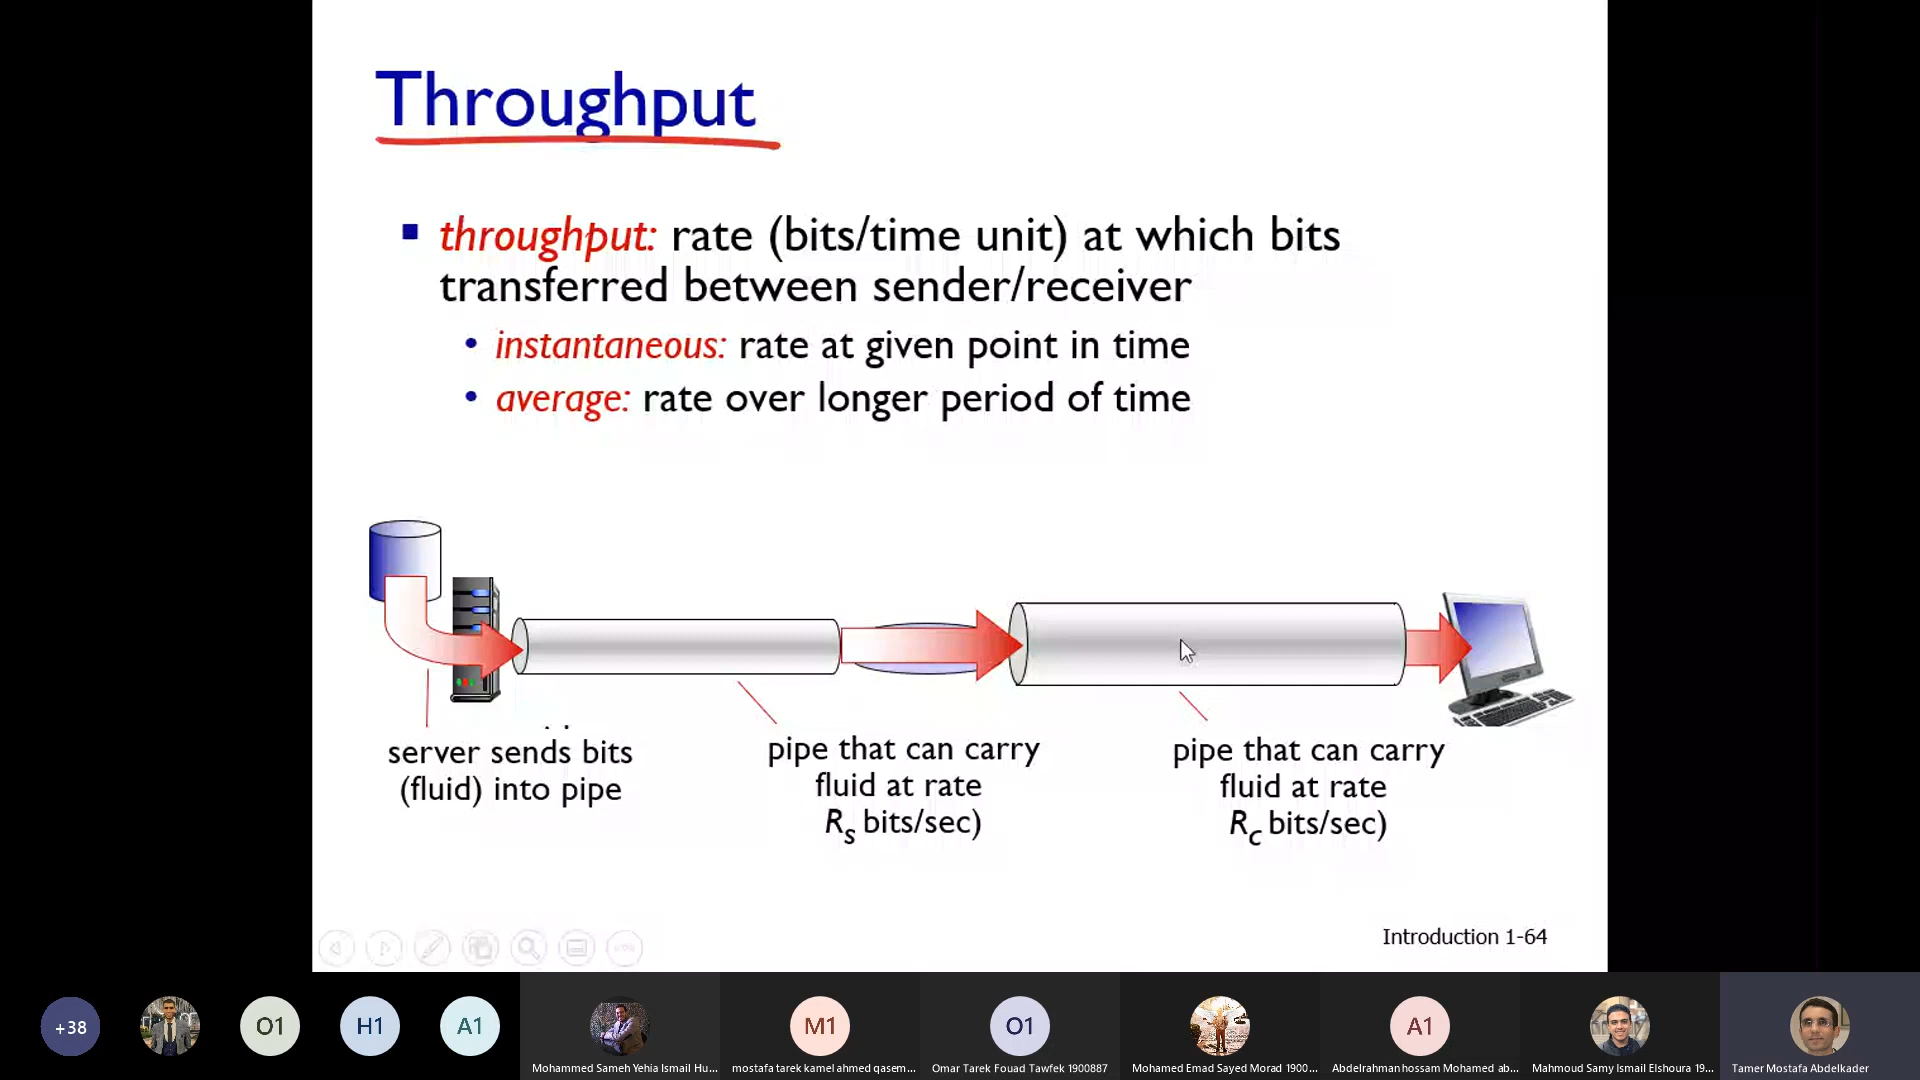 Throughput
throughput: rate (bits/time unit) at which bits
transferred between sender/receiver
instantaneous: rate at given point in time
average: rate over longer period of time
server sends bits
(fluid) into pipe
pipe that can carry
fluid at rate
Rs bits/sec)
pipe that can carry
fluid at rate
Rc bits/sec)
Introduction 1-64
+38
O1
H1
A1
M1
O1
A1
Mohammed Sameh Yehia Ismail Hu...
mostafa tarek kamel ahmed qasem...
Omar Tarek Fouad Tawfek 1900887
Mohamed Emad Sayed Morad 1900...
Abdelrahman hossam Mohamed ab...
Mahmoud Samy Ismail Elshoura 19...
Tamer Mostafa Abdelkader